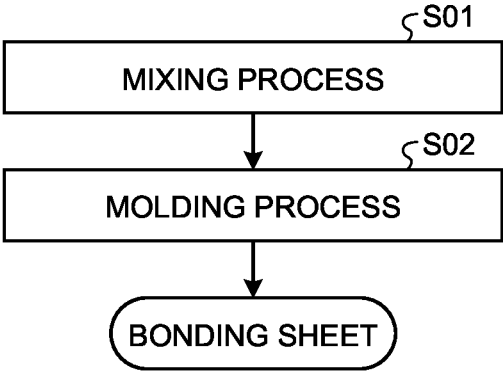 S01
MIXING PROCESS
S02
MOLDING PROCESS
BONDING SHEET